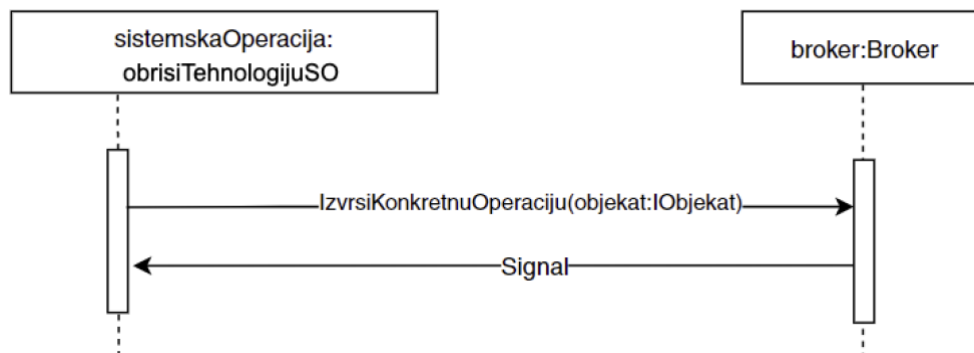 sistemskaOperacija:
obrisiTehnologijuSO
broker:Broker
IzvrsiKonkretnuOperaciju(objekat:IObjekat)
Signal